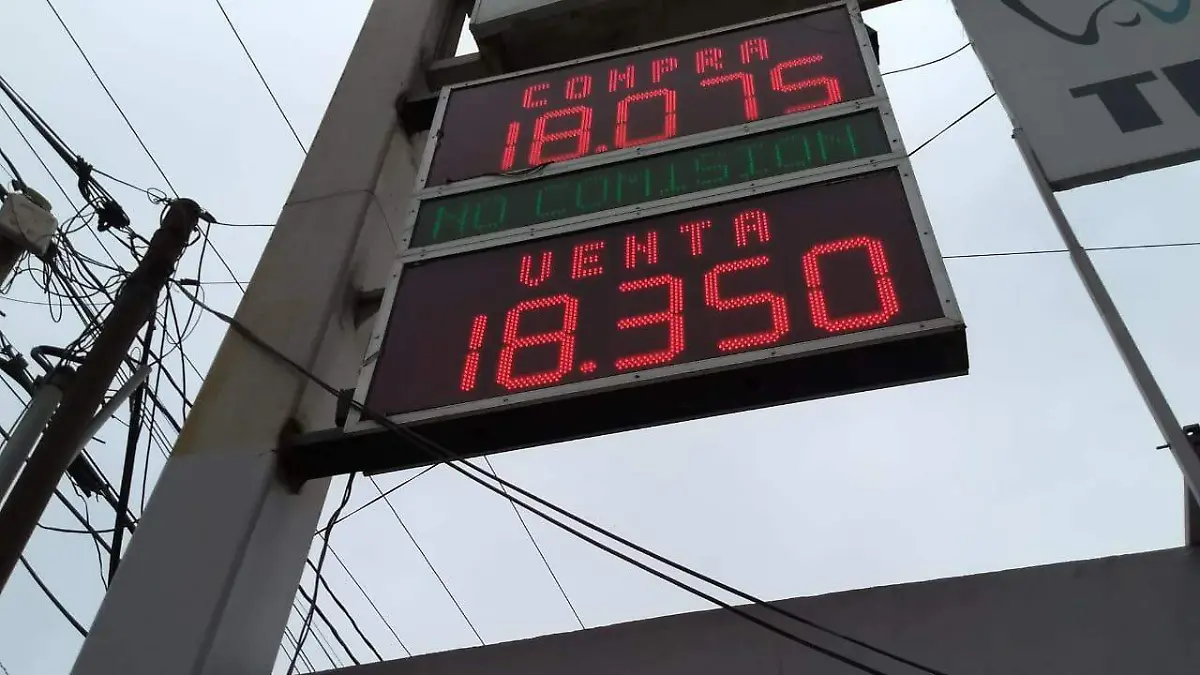 COMPRA
18.075
NO COMISION
VENTA
18.350